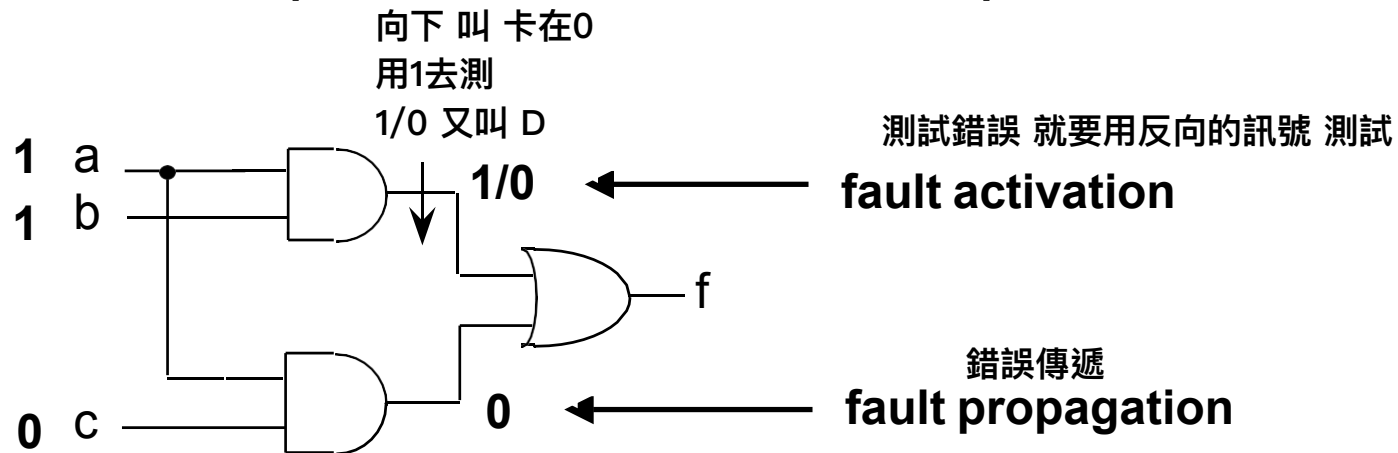 向下 叫 卡在0
用1去測
1/0 又叫 D
測試錯誤 就要用反向的訊號 測試
1 a
1/0
fault activation
1 b
f
錯誤傳遞
0
fault propagation
0 c